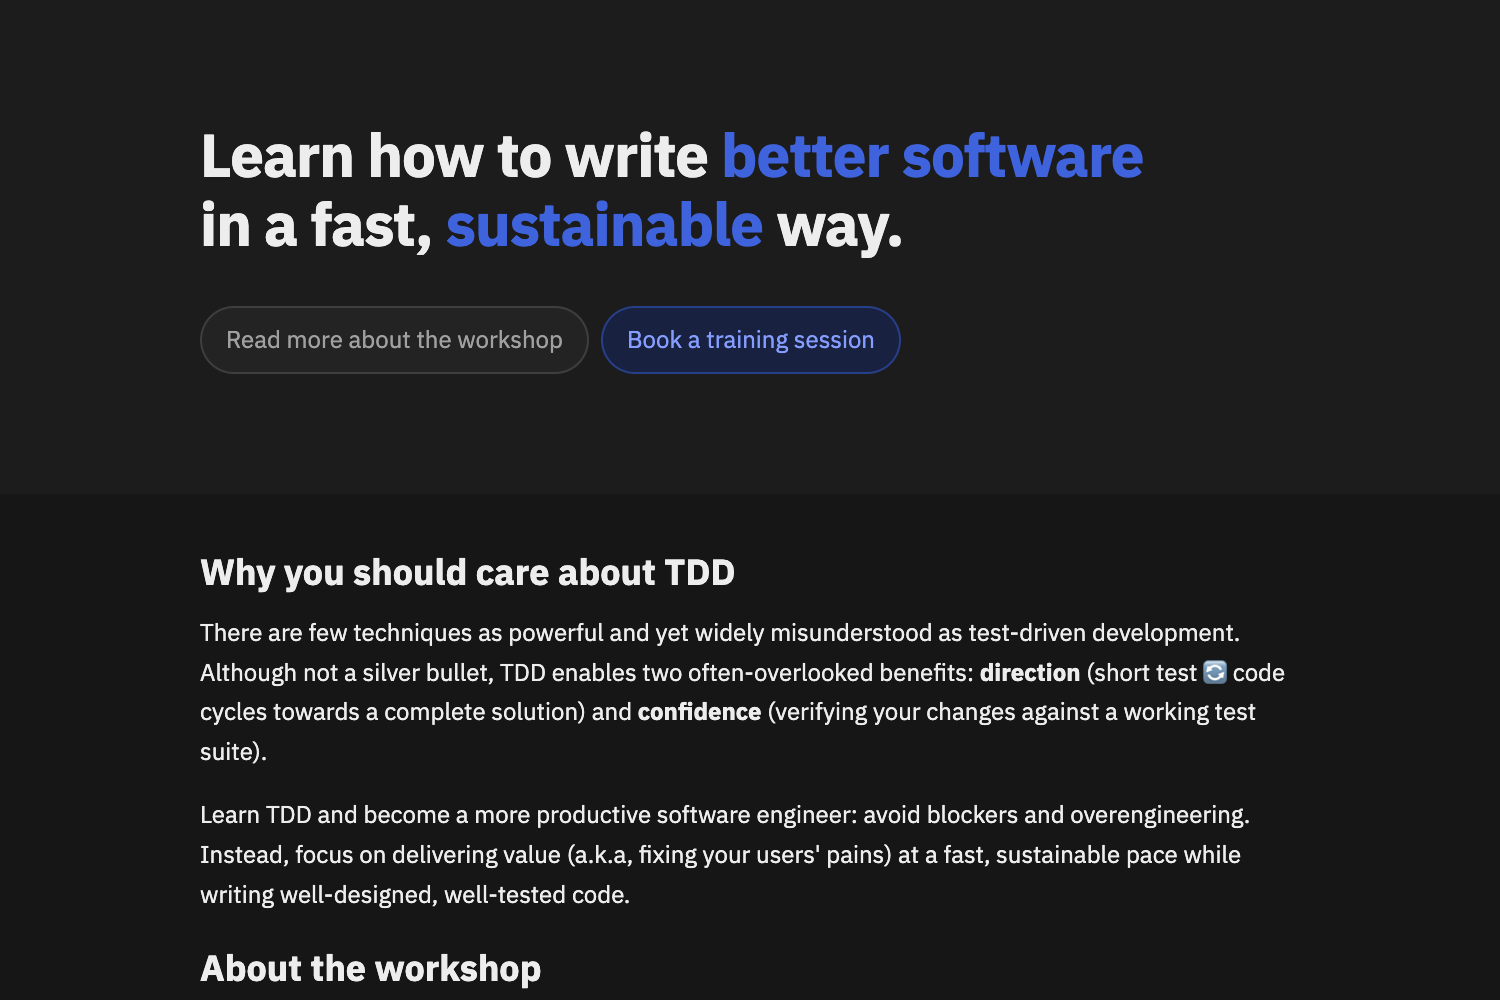 Learn how to write better software
in a fast, sustainable way.
Read more about the workshop
Book a training session
Why you should care about TDD
There are few techniques as powerful and yet widely misunderstood as test-driven development.
Although not a silver bullet, TDD enables two often-overlooked benefits: direction (short test 🔄 code
cycles towards a complete solution) and confidence (verifying your changes against a working test
suite).
Learn TDD and become a more productive software engineer: avoid blockers and overengineering.
Instead, focus on delivering value (a.k.a, fixing your users' pains) at a fast, sustainable pace while
writing well-designed, well-tested code.
About the workshop